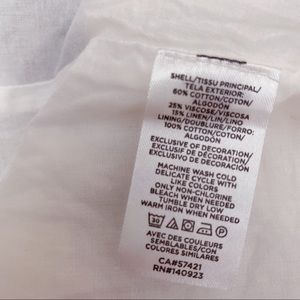 SHELL/TISSU PRINCIPAL/
TELA EXTERIOR:
60% COTTON/COTON/
ALGODÓN
25% VISCOSE/VISCOSA
15% LINEN/LIN/LINO
LINING/DOUBLURE/FORRO:
100% COTTON/COTON/
ALGODÓN
EXCLUSIVE OF DECORATION/
EXCLUSIF DE DÉCORATION/
EXCLUSIVO DE DECORACIÓN
MACHINE WASH COLD
DELICATE CYCLE WITH
LIKE COLORS
ONLY NON-CHLORINE
BLEACH WHEN NEEDED
TUMBLE DRY LOW
WARM IRON WHEN NEEDED
30
AVEC DES COULEURS
SEMBLABLES/CON
COLORES SIMILARES
CA#57421
RN#140923